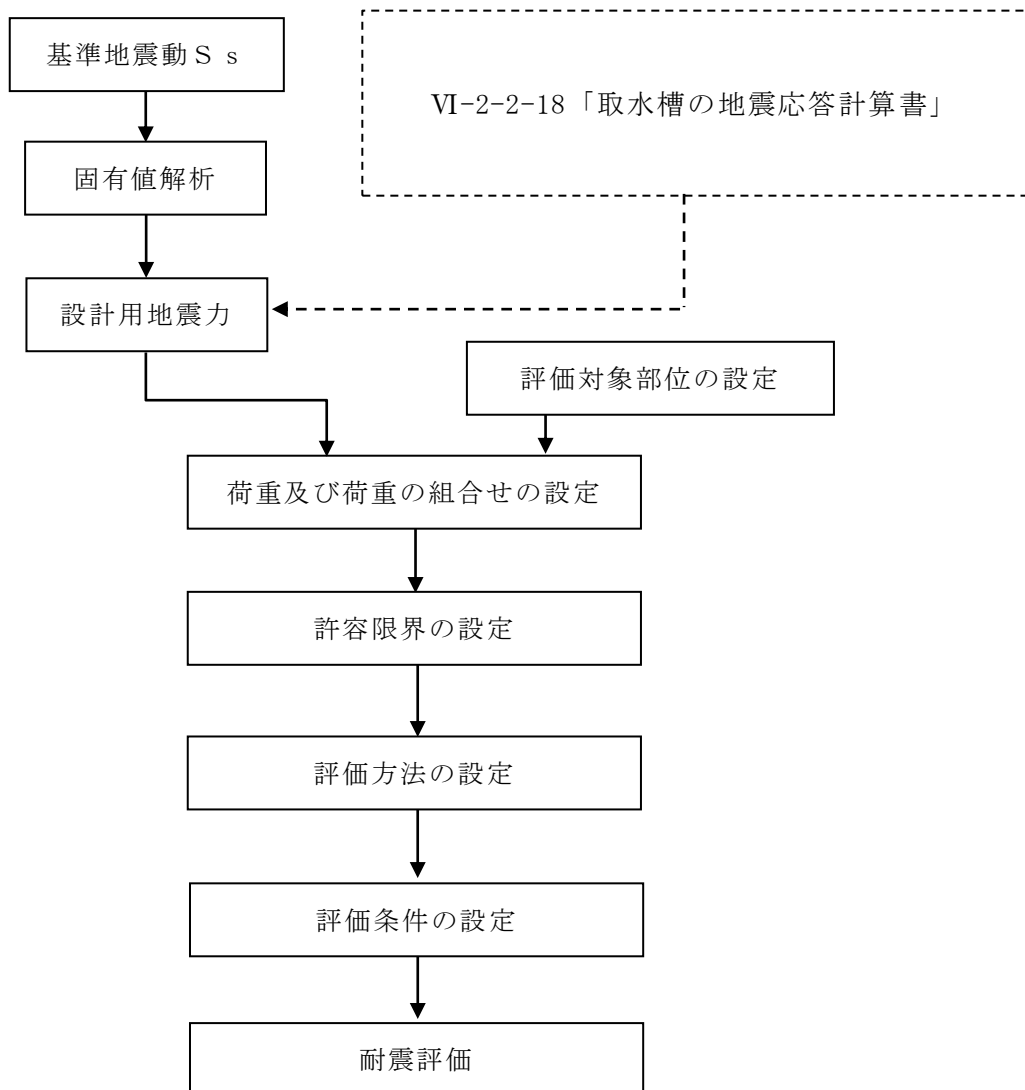 基準地震動Ｓｓ
Ⅵ-2-2-18「取水槽の地震応答計算書」
固有値解析
設計用地震力
評価対象部位の設定
荷重及び荷重の組合せの設定
許容限界の設定
評価方法の設定
評価条件の設定
耐震評価